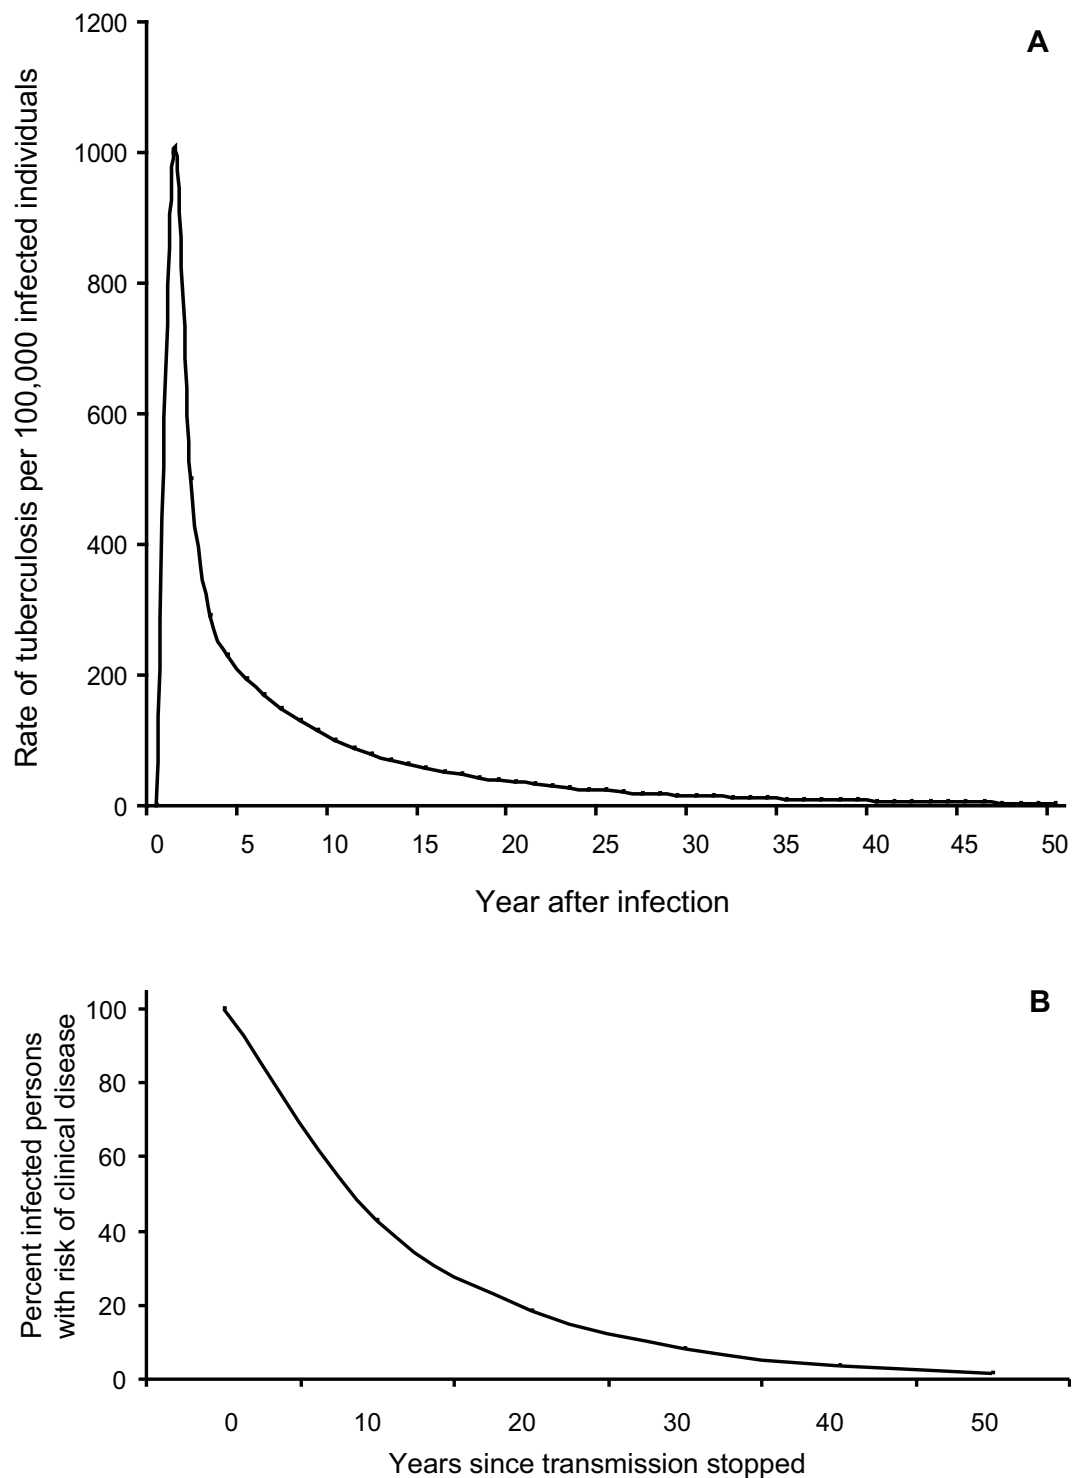 A
Rate of tuberculosis per 100,000 infected individuals
1200
1000
800
600
400
200
0
0 5 10 15 20 25 30 35 40 45 50
Year after infection
B
Percent infected persons
with risk of clinical disease
100
80
60
40
20
0
0 10 20 30 40 50
Years since transmission stopped